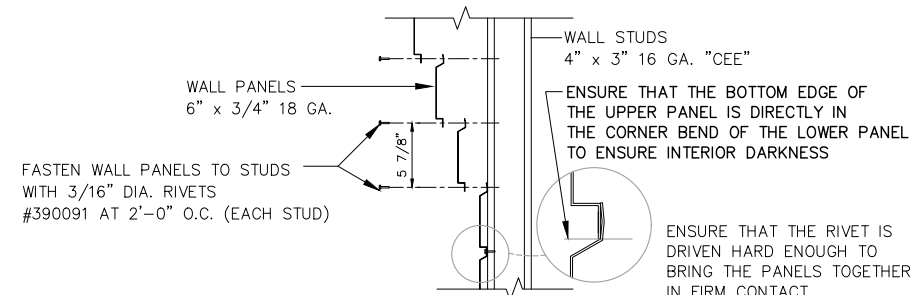 WALL STUDS
4" x 3" 16 GA. "CEE"
WALL PANELS
6" x 3/4" 18 GA.
ENSURE THAT THE BOTTOM EDGE OF
THE UPPER PANEL IS DIRECTLY IN
THE CORNER BEND OF THE LOWER PANEL
TO ENSURE INTERIOR DARKNESS
5 7/8"
FASTEN WALL PANELS TO STUDS
WITH 3/16" DIA. RIVETS
#390091 AT 2'-0" O.C. (EACH STUD)
ENSURE THAT THE RIVET IS
DRIVEN HARD ENOUGH TO
BRING THE PANELS TOGETHER
IN FIRM CONTACT